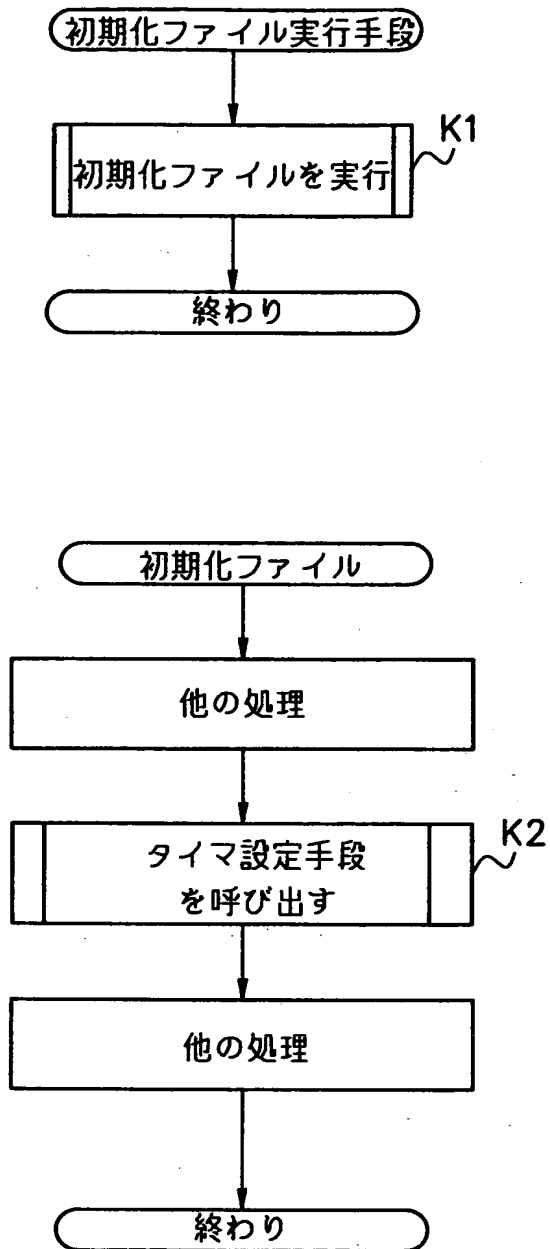 初期化ファイル実行手段
K1
初期化ファイルを実行
終わり
初期化ファイル
他の処理
K2
タイマ設定手段
を呼び出す
他の処理
終わり